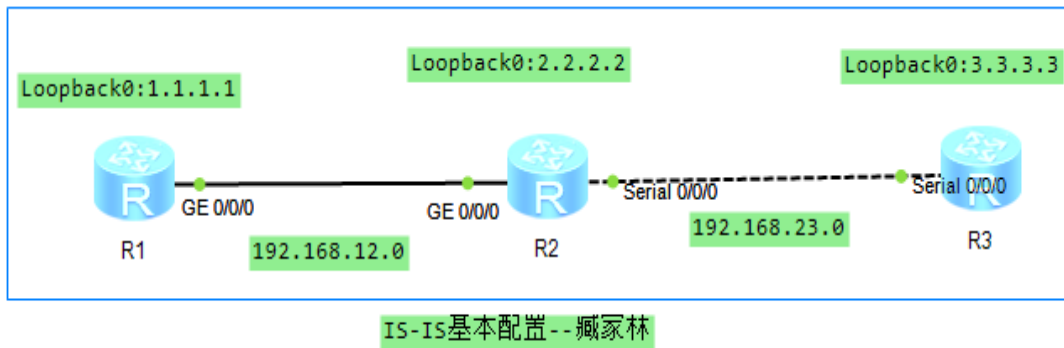 Loopback0:1.1.1.1
Loopback0:2.2.2.2
Loopback0:3.3.3.3
R
R
R
GE 0/0/0
GE 0/0/0
Serial 0/0/0
Serial 0/0/0
R1
192.168.12.0
R2
192.168.23.0
R3
IS-IS基本配置--臧家林